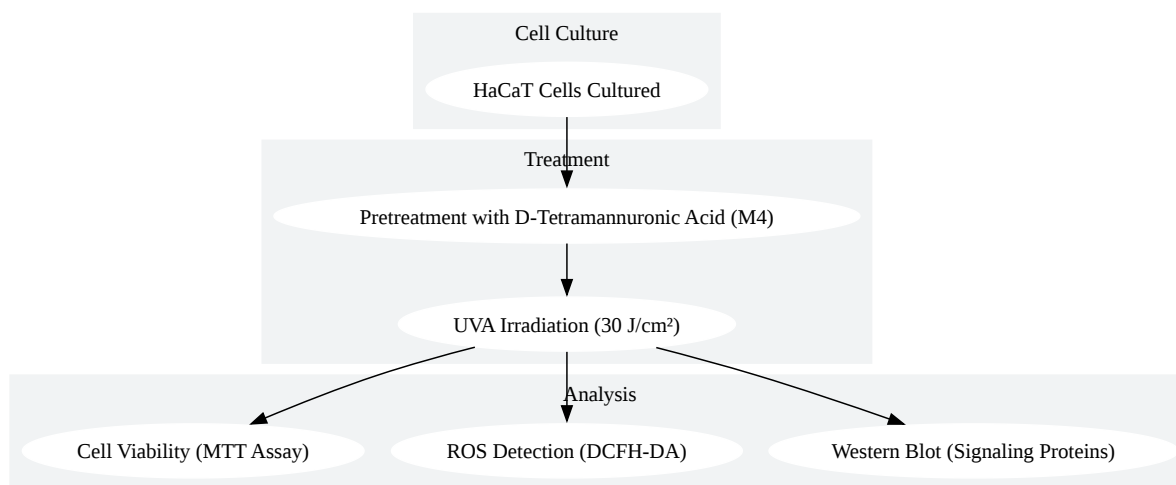 Cell Culture
HaCaT Cells Cultured
Treatment
Pretreatment with D-Tetramannuronic Acid (M4)
UVA Irradiation (30 J/cm²)
Analysis
Cell Viability (MTT Assay)
ROS Detection (DCFH-DA)
Western Blot (Signaling Proteins)